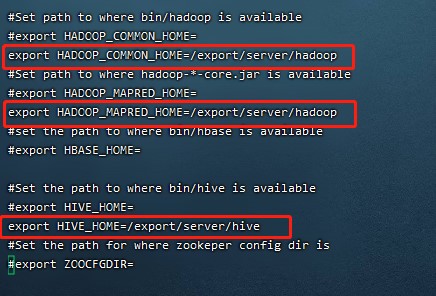 #Set path to where bin/hadoop is available
#export HADOOP_COMMON_HOME=
export HADOOP_COMMON_HOME=/export/server/hadoop
#Set path to where hadoop-*-core.jar is available
#export HADOOP_MAPRED_HOME=
export HADOOP_MAPRED_HOME=/export/server/hadoop
#set the path to where bin/hbase is available
#export HBASE_HOME=
#Set the path to where bin/hive is available
#export HIVE_HOME=
export HIVE_HOME=/export/server/hive
#Set the path for where zookeper config dir is
#export ZOOCFGDIR=